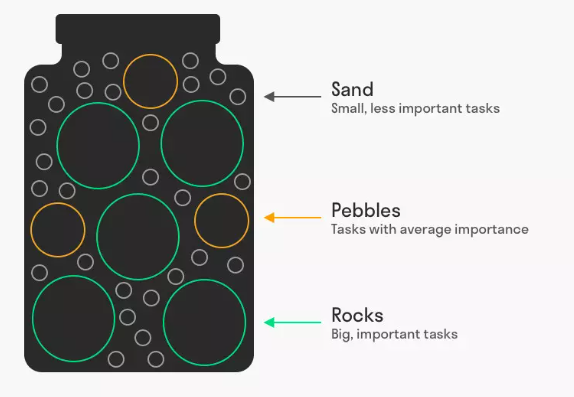 Sand
Small, less important tasks
Pebbles
Tasks with average importance
Rocks
Big, important tasks